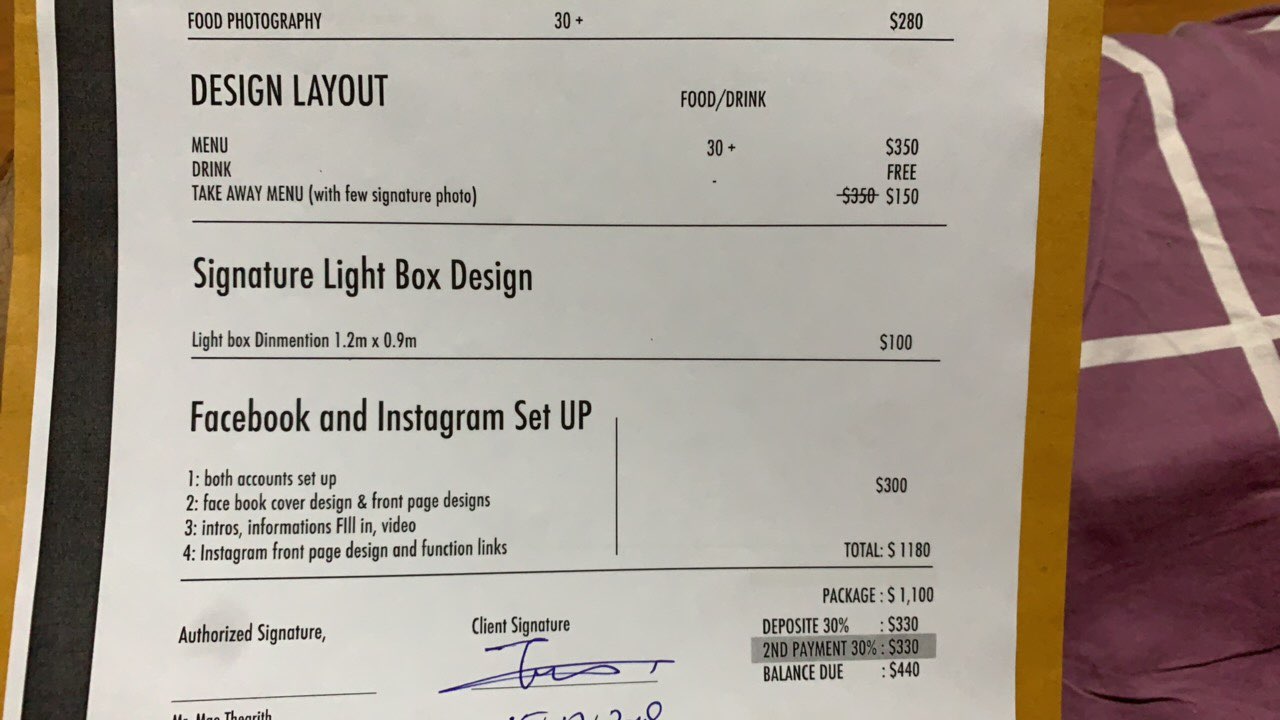 FOOD PHOTOGRAPHY 30 + $280
DESIGN LAYOUT
FOOD/DRINK
MENU 30 + $350
DRINK FREE
TAKE AWAY MENU (with few signature photo) - $350 $150
Signature Light Box Design
Light box Dinmention 1.2m x 0.9m $100
Facebook and Instagram Set UP
1: both accounts set up
2: face book cover design & front page designs
3: intros, informations FIll in, video
4: Instagram front page design and function links
$300
TOTAL: $ 1180
PACKAGE : $ 1,100
DEPOSITE 30% : $330
2ND PAYMENT 30% : $330
BALANCE DUE : $440
Authorized Signature,
Client Signature